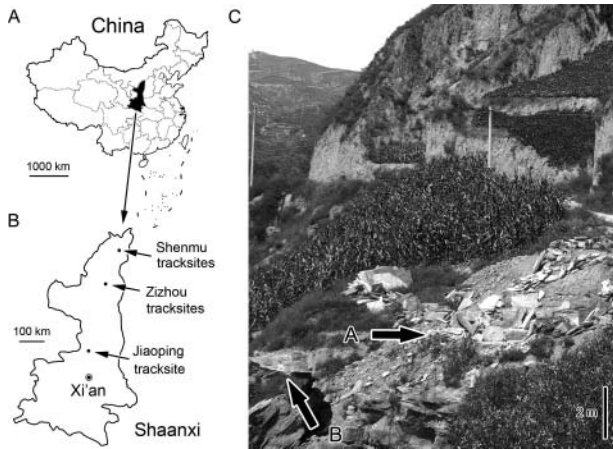 A
China
1000 km
B
Shenmu
tracksites
Zizhou
tracksites
100 km
Jiaoping
tracksite
Xi'an
Shaanxi
C
A
B
2 m